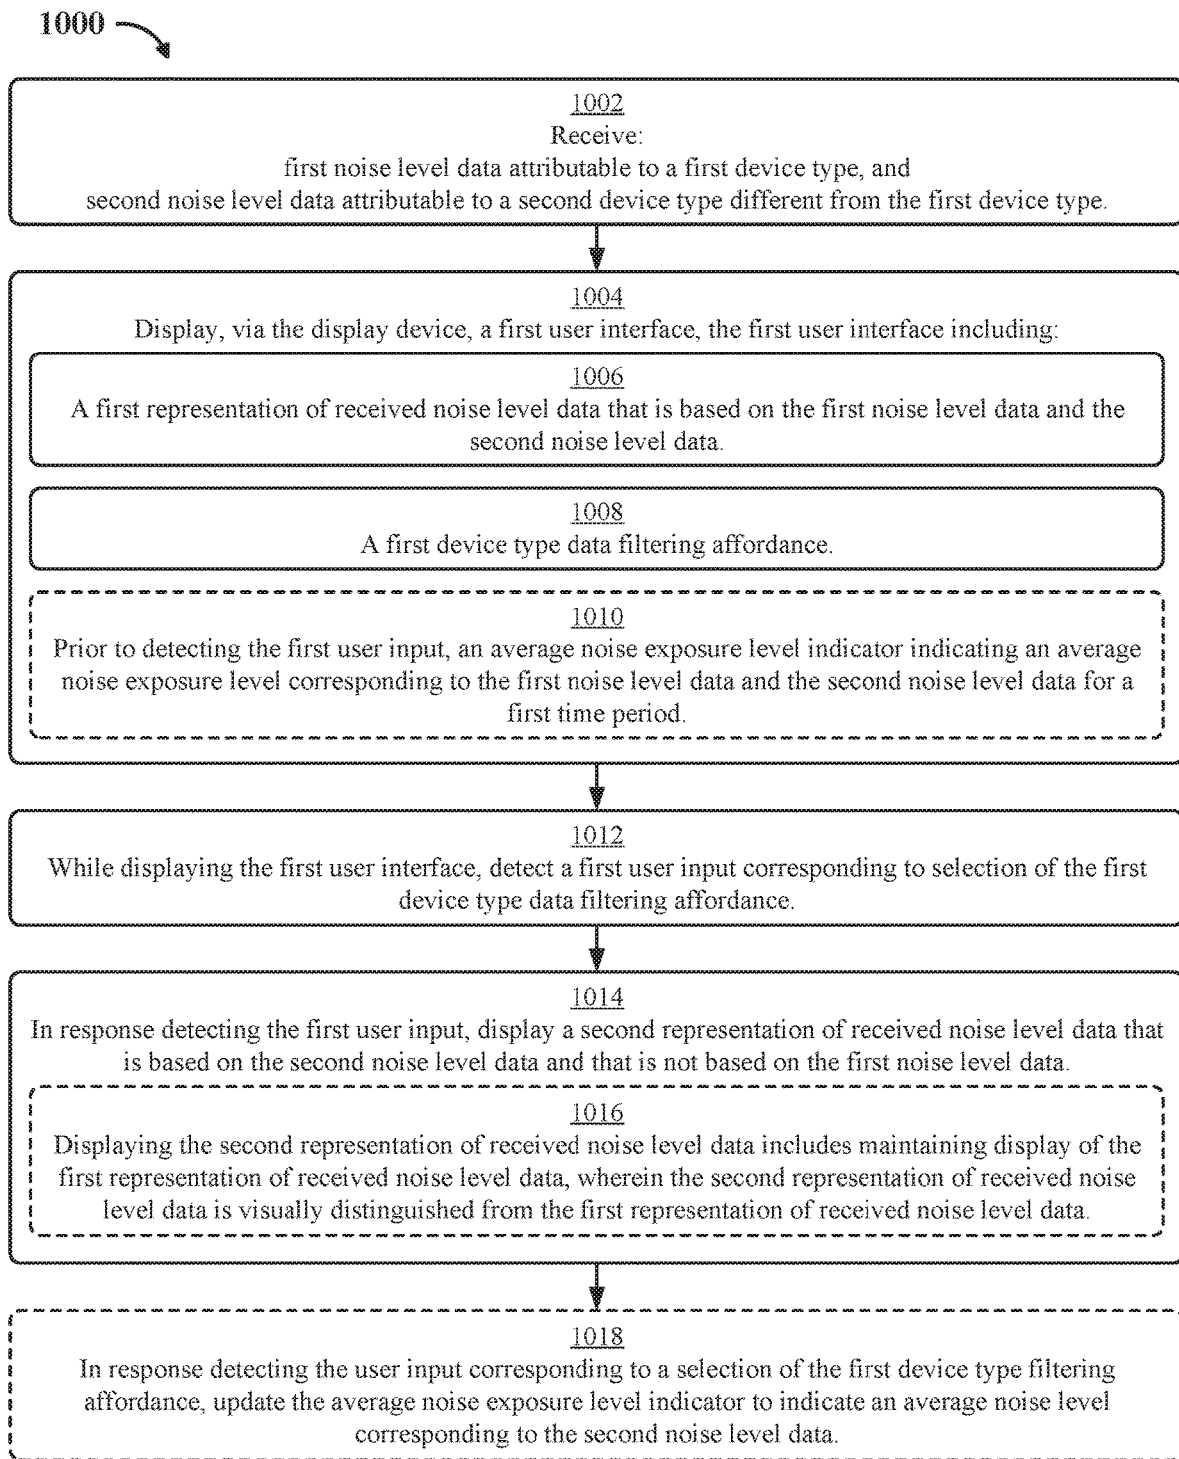 1000
1002
Receive:
first noise level data attributable to a first device type, and
second noise level data attributable to a second device type different from the first device type.
1004
Display, via the display device, a first user interface, the first user interface including:
1006
A first representation of received noise level data that is based on the first noise level data and the
second noise level data.
1008
A first device type data filtering affordance.
1010
Prior to detecting the first user input, an average noise exposure level indicator indicating an average
noise exposure level corresponding to the first noise level data and the second noise level data for a
first time period.
1012
While displaying the first user interface, detect a first user input corresponding to selection of the first
device type data filtering affordance.
1014
In response detecting the first user input, display a second representation of received noise level data that
is based on the second noise level data and that is not based on the first noise level data.
1016
Displaying the second representation of received noise level data includes maintaining display of the
first representation of received noise level data, wherein the second representation of received noise
level data is visually distinguished from the first representation of received noise level data.
1018
In response detecting the user input corresponding to a selection of the first device type filtering
affordance, update the average noise exposure level indicator to indicate an average noise level
corresponding to the second noise level data.